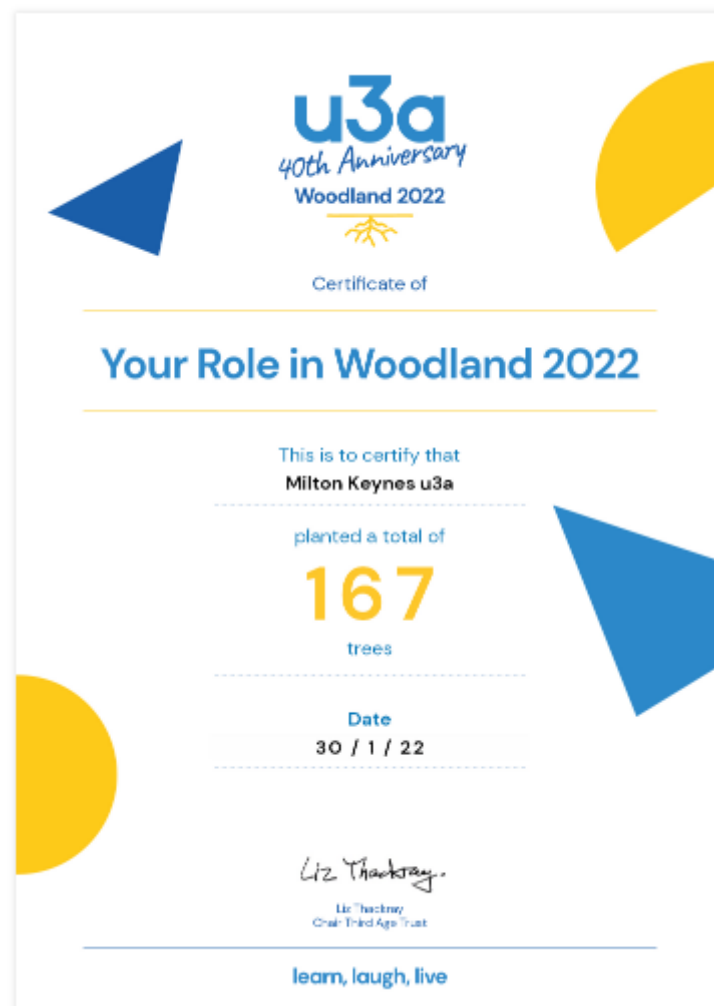 u3a
40th Anniversary
Woodland 2022
Certificate of
Your Role in Woodland 2022
This is to certify that
Milton Keynes u3a
planted a total of
167
trees
Date
30 / 1 / 22
Liz Thackray.
Liz Thackray
Chair Third Age Trust
learn, laugh, live